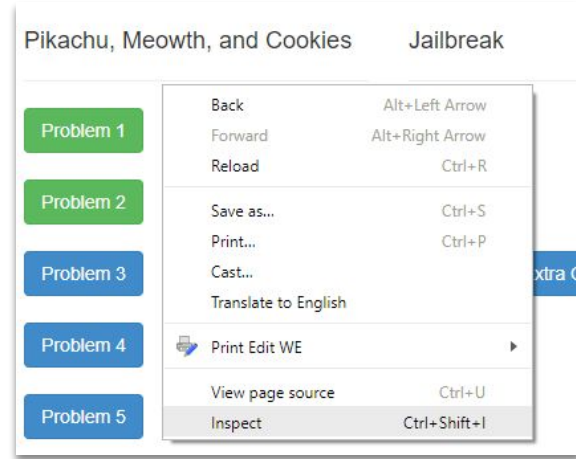 Pikachu, Meowth, and Cookies Jailbreak
Problem 1
Problem 2
Problem 3
Problem 4
Problem 5
Back Alt+Left Arrow
Forward Alt+Right Arrow
Reload Ctrl+R
Save as... Ctrl+S
Print... Ctrl+P
Cast...
Translate to English
Print Edit WE
View page source Ctrl+U
Inspect Ctrl+Shift+I